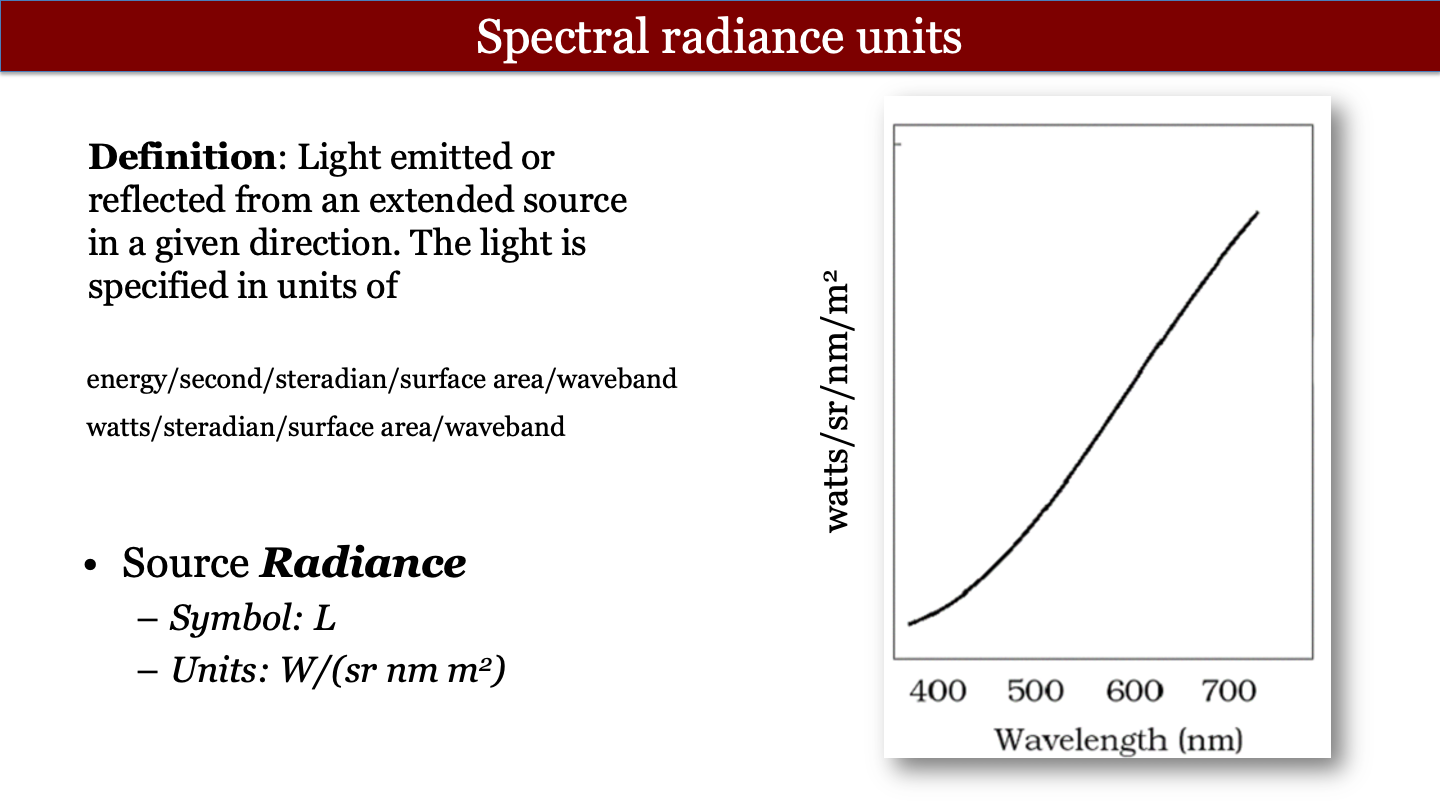 Spectral radiance units
Definition: Light emitted or
reflected from an extended source
in a given direction. The light is
specified in units of
energy/second/steradian/surface area/waveband
watts/steradian/surface area/waveband
• Source Radiance
– Symbol: L
– Units: W/(sr nm m²)
watts/sr/nm/m²
400 500 600 700
Wavelength (nm)